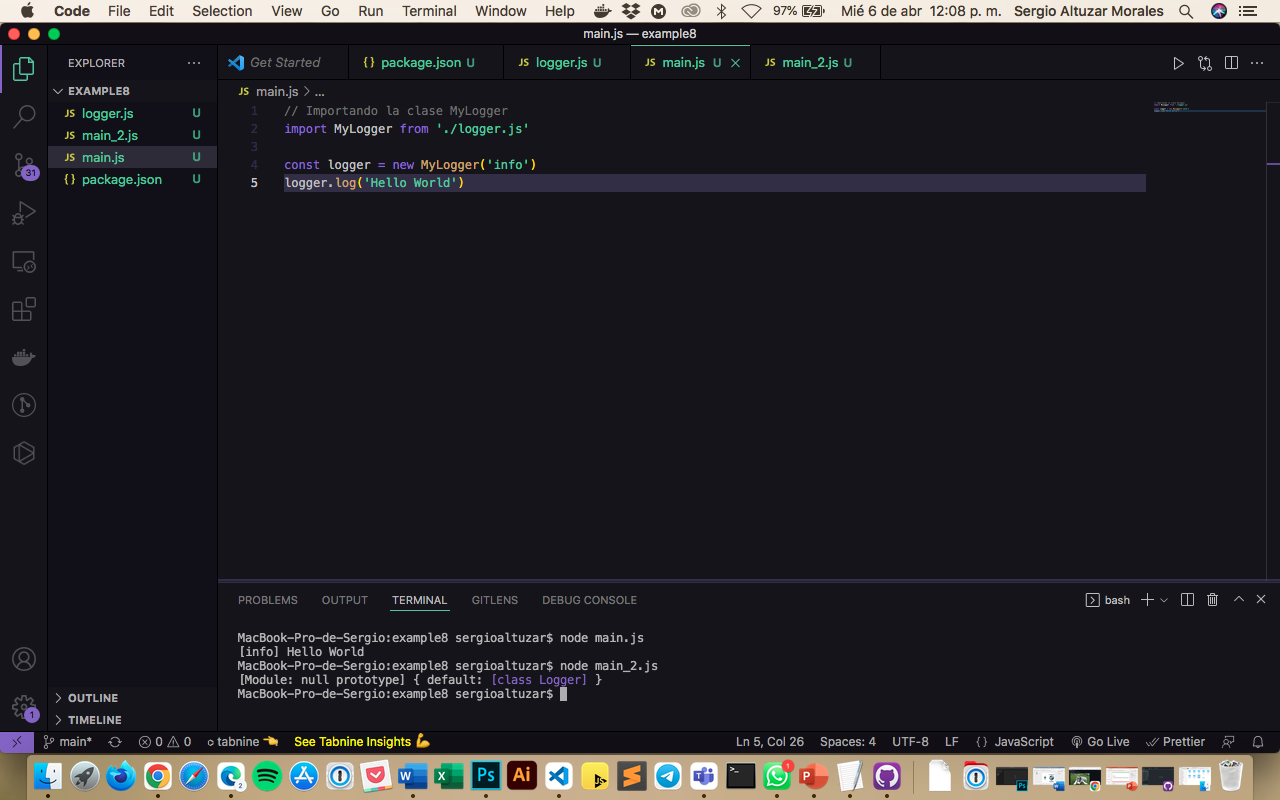 Code File Edit Selection View Go Run Terminal Window Help 97% Mié 6 de abr 12:08 p. m. Sergio Altuzar Morales
main.js — example8
EXPLORER
EXAMPLE8
JS logger.js U
JS main_2.js U
JS main.js U
{} package.json U
OUTLINE
TIMELINE
31
1
Get Started {} package.json U JS logger.js U JS main.js U JS main_2.js U
JS main.js > ...
1 // Importando la clase MyLogger
2 import MyLogger from './logger.js'
3
4 const logger = new MyLogger('info')
5 logger.log('Hello World')
PROBLEMS OUTPUT TERMINAL GITLENS DEBUG CONSOLE bash
MacBook-Pro-de-Sergio:example8 sergioaltuzar$ node main.js
[info] Hello World
MacBook-Pro-de-Sergio:example8 sergioaltuzar$ node main_2.js
[Module: null prototype] { default: [class Logger] }
MacBook-Pro-de-Sergio:example8 sergioaltuzar$
main* 0 0 tabnine See Tabnine Insights Ln 5, Col 26 Spaces: 4 UTF-8 LF {} JavaScript Go Live Prettier
2 W X Ps Ai 1 P